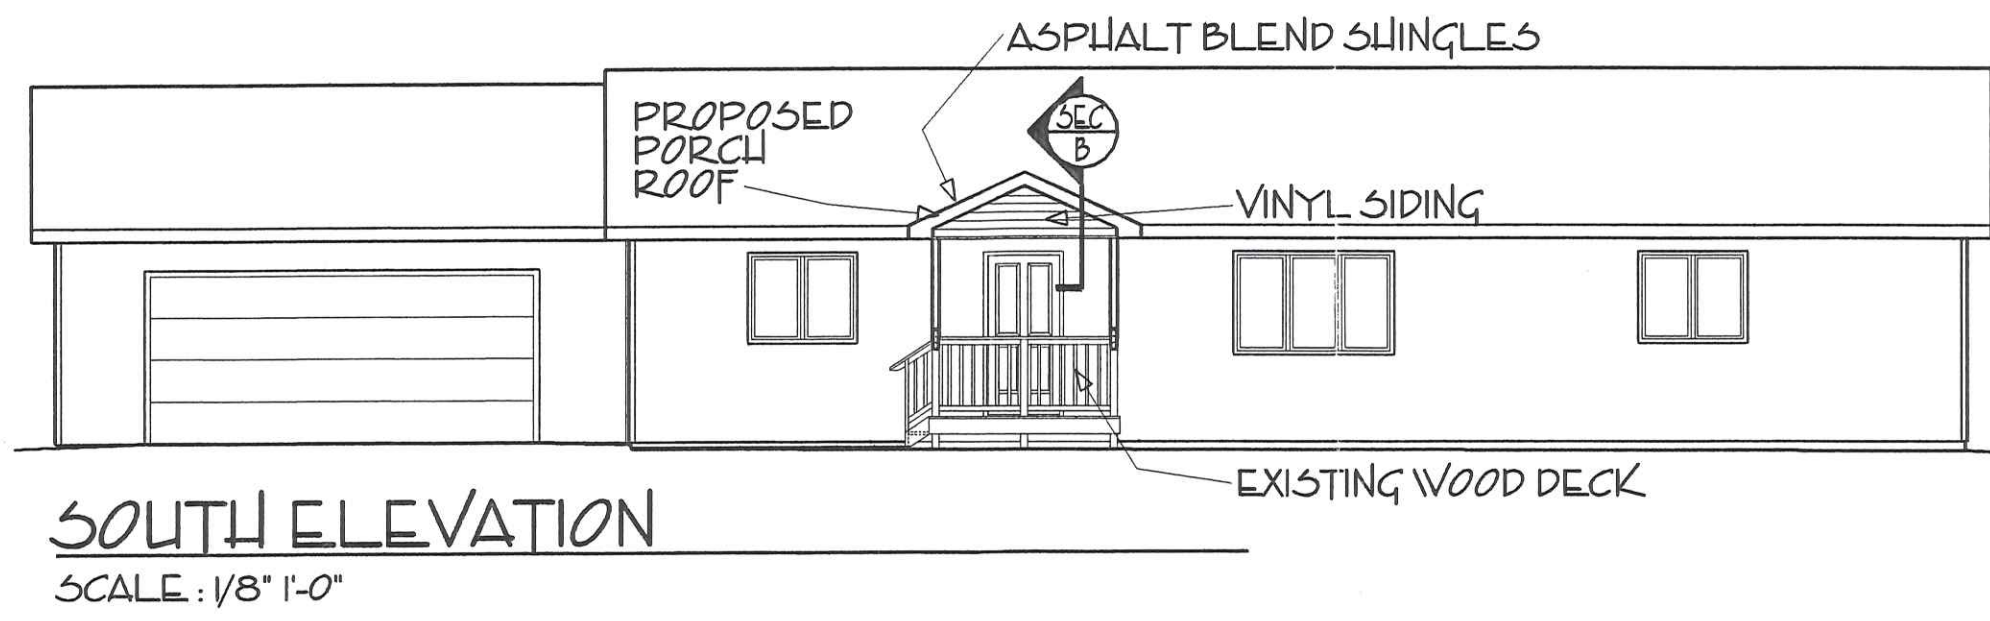 ASPHALT BLEND SHINGLES
PROPOSED
PORCH
ROOF
SEC
B
VINYL SIDING
EXISTING WOOD DECK
SOUTH ELEVATION
SCALE : 1/8" 1'-0"